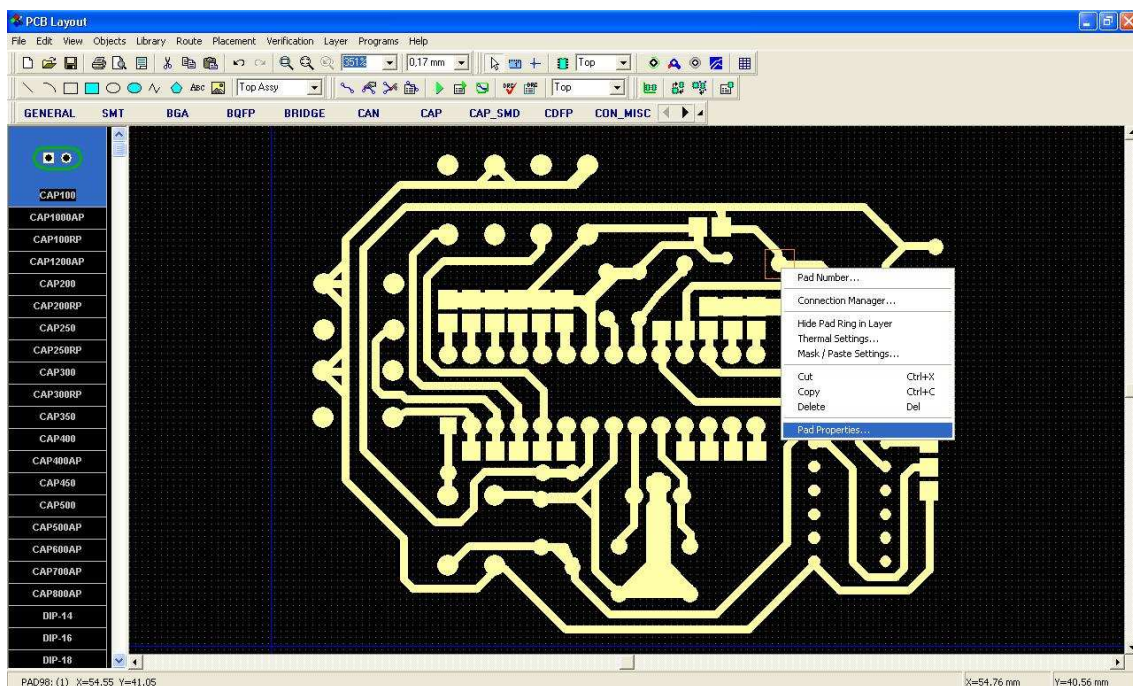 PCB Layout
File Edit View Objects Library Route Placement Verification Layer Programs Help
351% 0,17 mm Top
ABC Top Assy Top
GENERAL SMT BGA BQFP BRIDGE CAN CAP CAP_SMD CDFP CON_MISC
CAP100
CAP1000AP
CAP100RP
CAP1200AP
CAP200
CAP200RP
CAP250
CAP250RP
CAP300
CAP300RP
CAP350
CAP400
CAP400AP
CAP450
CAP500
CAP500AP
CAP600AP
CAP700AP
CAP800AP
DIP-14
DIP-16
DIP-18
Pad Number...
Connection Manager...
Hide Pad Ring in Layer
Thermal Settings...
Mask / Paste Settings...
Cut Ctrl+X
Copy Ctrl+C
Delete Del
Pad Properties...
PAD98: (1) X=54.55 Y=41.05 X=54.76 mm Y=40.56 mm